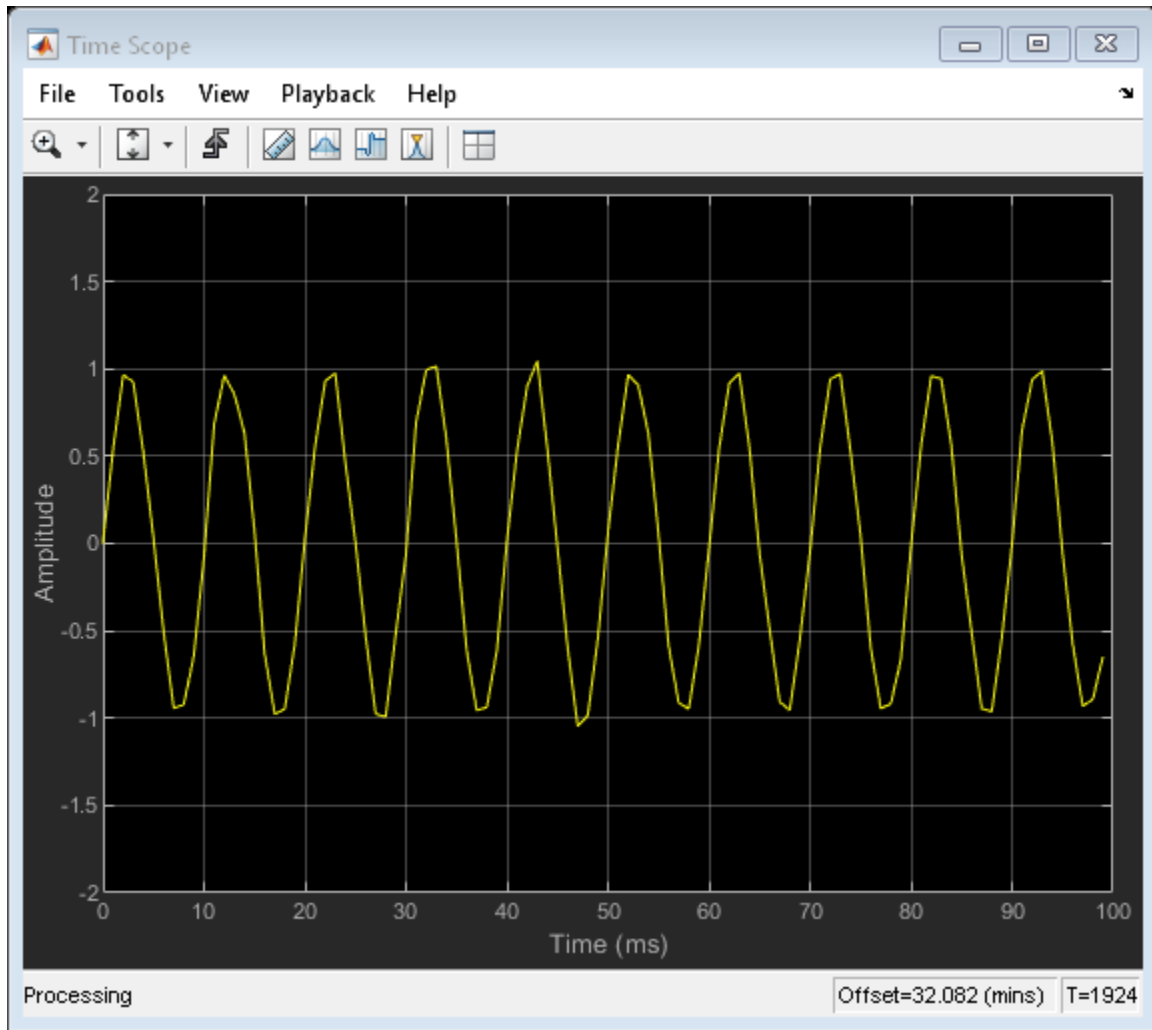 Time Scope
File Tools View Playback Help
2
1.5
1
0.5
0
-0.5
-1
-1.5
-2
Amplitude
0 10 20 30 40 50 60 70 80 90 100
Time (ms)
Processing Offset=32.082 (mins) T=1924